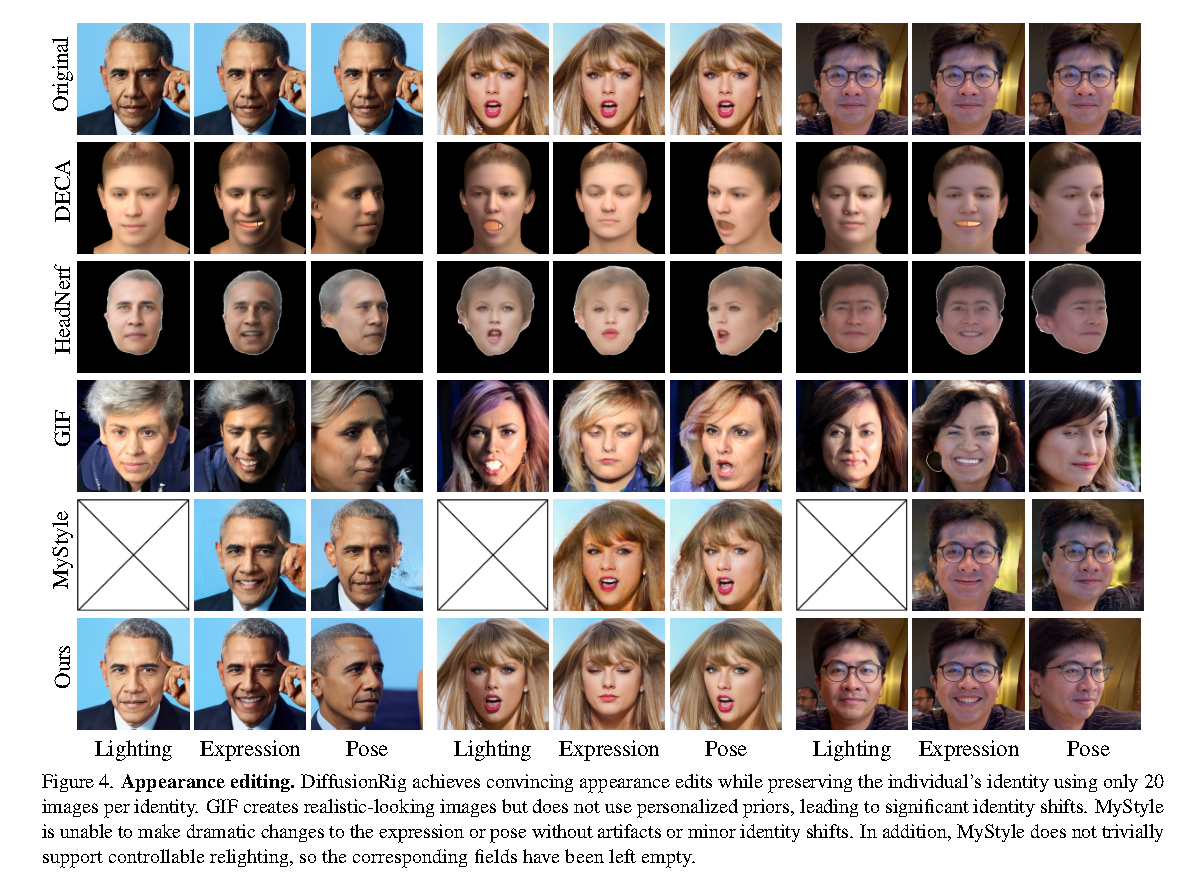 Original
DECA
HeadNerf
GIF
MyStyle
Ours
Lighting Expression Pose Lighting Expression Pose Lighting Expression Pose
Figure 4. Appearance editing. DiffusionRig achieves convincing appearance edits while preserving the individual's identity using only 20
images per identity. GIF creates realistic-looking images but does not use personalized priors, leading to significant identity shifts. MyStyle
is unable to make dramatic changes to the expression or pose without artifacts or minor identity shifts. In addition, MyStyle does not trivially
support controllable relighting, so the corresponding fields have been left empty.